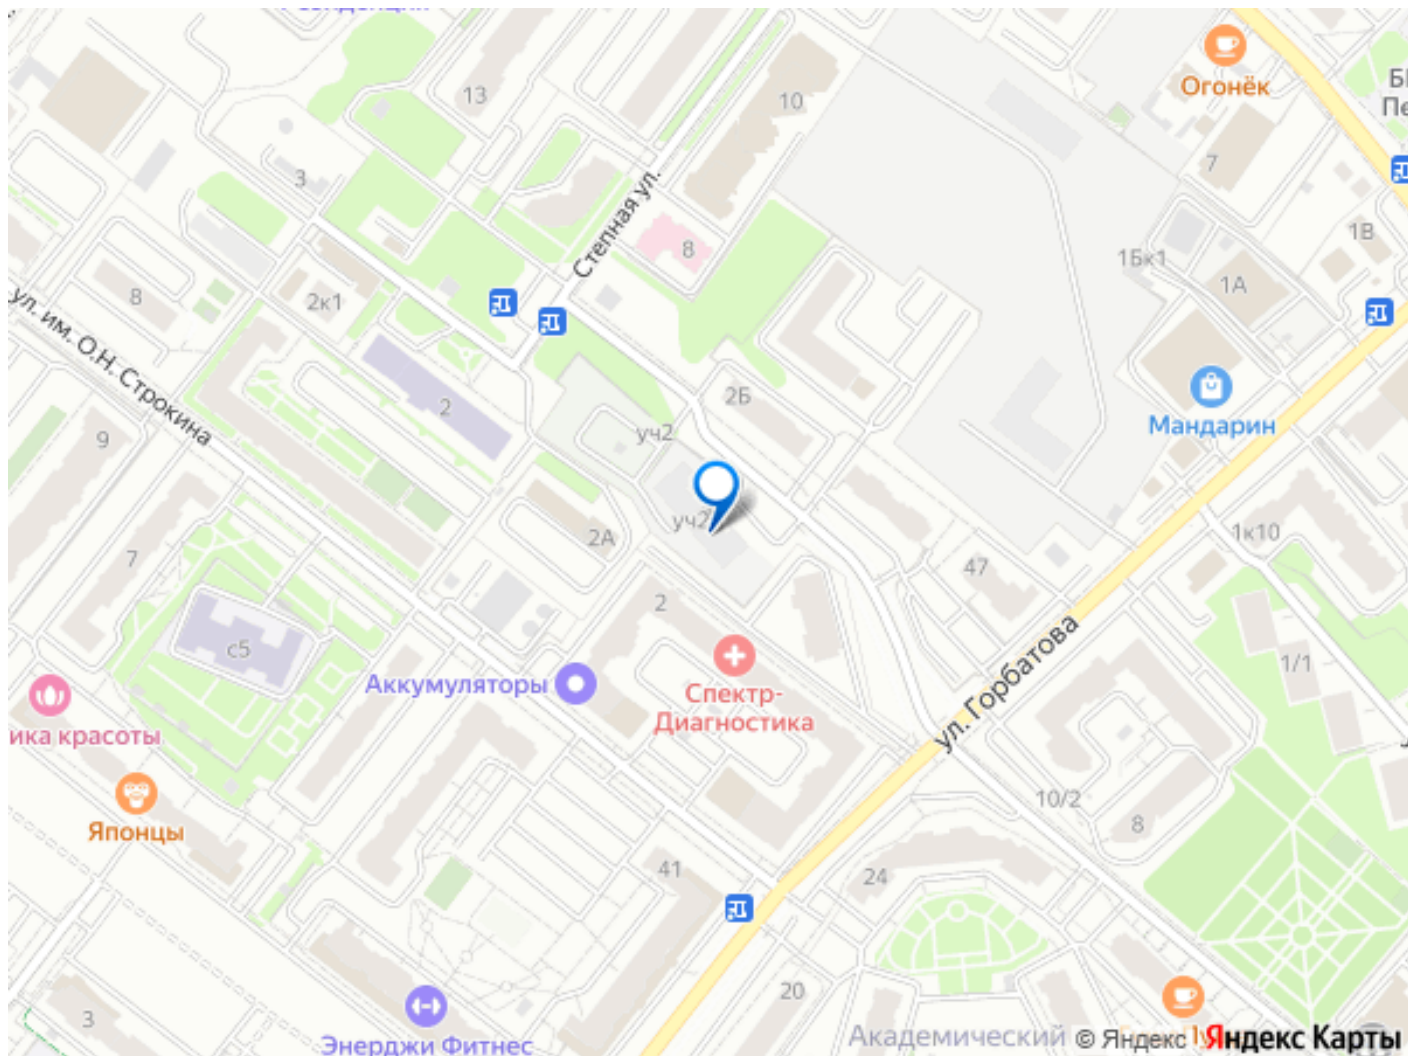 13
10
Огонёк
7
3
Степная ул.
8
1В
1Бк1
1А
8
2к1
ул. им. О.Н. Строкина
2
2Б
Мандарин
9
уч2
уч2
2А
1к10
7
47
2
с5
1/1
ул. Горбатова
Аккумуляторы
Спектр-
Диагностика
ика красоты
10/2
8
Японцы
41
24
20
3
Энерджи Фитнес
Академический
© Яндекс
Яндекс Карты